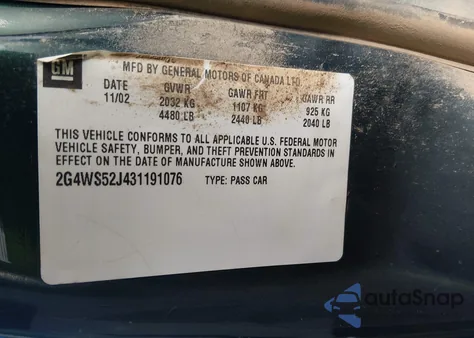 GM
MFD BY GENERAL MOTORS OF CANADA LTD
DATE GVWR GAWR FRT GAWR RR
11/02 2032 KG 1107 KG 925 KG
4480 LB 2440 LB 2040 LB
THIS VEHICLE CONFORMS TO ALL APPLICABLE U.S. FEDERAL MOTOR
VEHICLE SAFETY, BUMPER, AND THEFT PREVENTION STANDARDS IN
EFFECT ON THE DATE OF MANUFACTURE SHOWN ABOVE.
2G4WS52J431191076 TYPE: PASS CAR
autoSnap